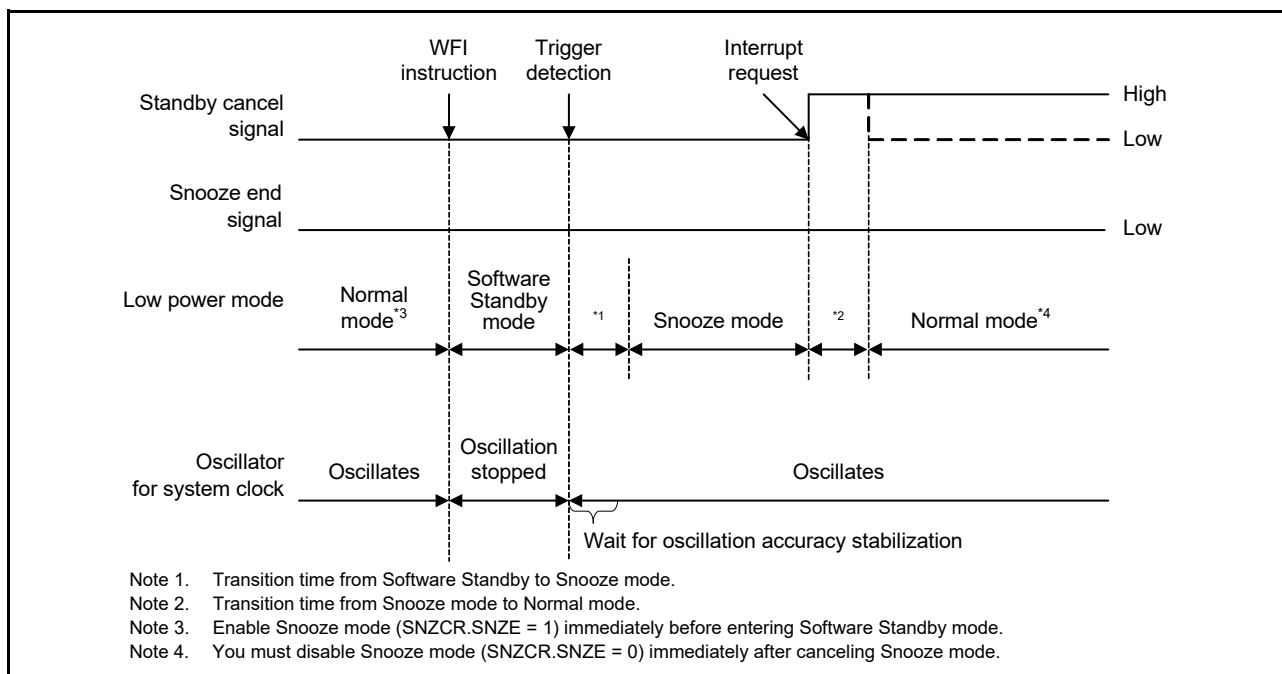 WFI
instruction
Trigger
detection
Interrupt
request
Standby cancel
signal
High
Low
Snooze end
signal
Low
Low power mode
Normal
mode*3
Software
Standby
mode
*1
Snooze mode
*2
Normal mode*4
Oscillator
for system clock
Oscillates
Oscillation
stopped
Oscillates
Wait for oscillation accuracy stabilization
Note 1. Transition time from Software Standby to Snooze mode.
Note 2. Transition time from Snooze mode to Normal mode.
Note 3. Enable Snooze mode (SNZCR.SNZE = 1) immediately before entering Software Standby mode.
Note 4. You must disable Snooze mode (SNZCR.SNZE = 0) immediately after canceling Snooze mode.